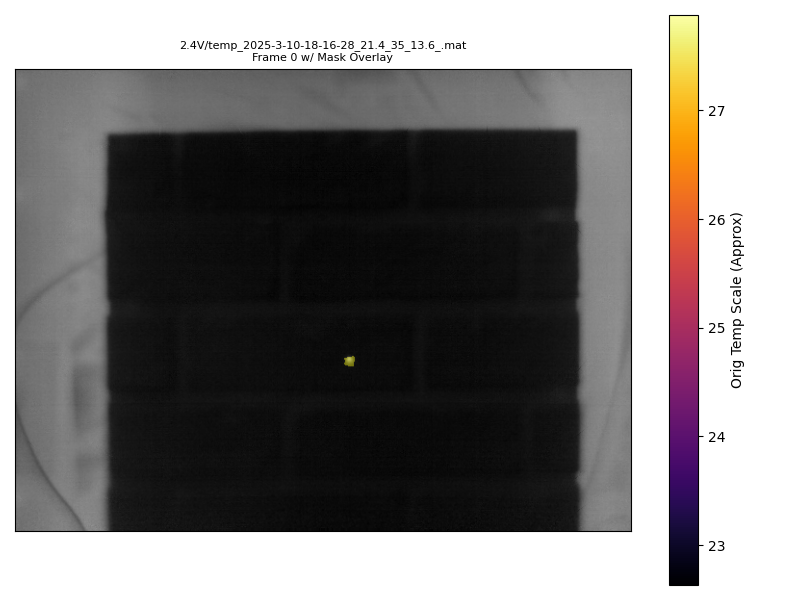 2.4V/temp_2025-3-10-18-16-28_21.4_35_13.6_.mat
Frame 0 w/ Mask Overlay
27
26
25
24
23
Orig Temp Scale (Approx)